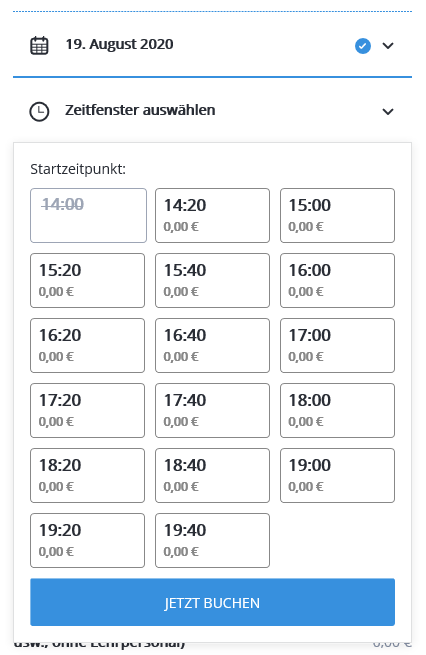 19. August 2020
Zeitfenster auswählen
Startzeitpunkt:
14:00 14:20 15:00
0,00 € 0,00 €
15:20 15:40 16:00
0,00 € 0,00 € 0,00 €
16:20 16:40 17:00
0,00 € 0,00 € 0,00 €
17:20 17:40 18:00
0,00 € 0,00 € 0,00 €
18:20 18:40 19:00
0,00 € 0,00 € 0,00 €
19:20 19:40
0,00 € 0,00 €
JETZT BUCHEN
usw., ohne Lehrpersonal) 0,00 €